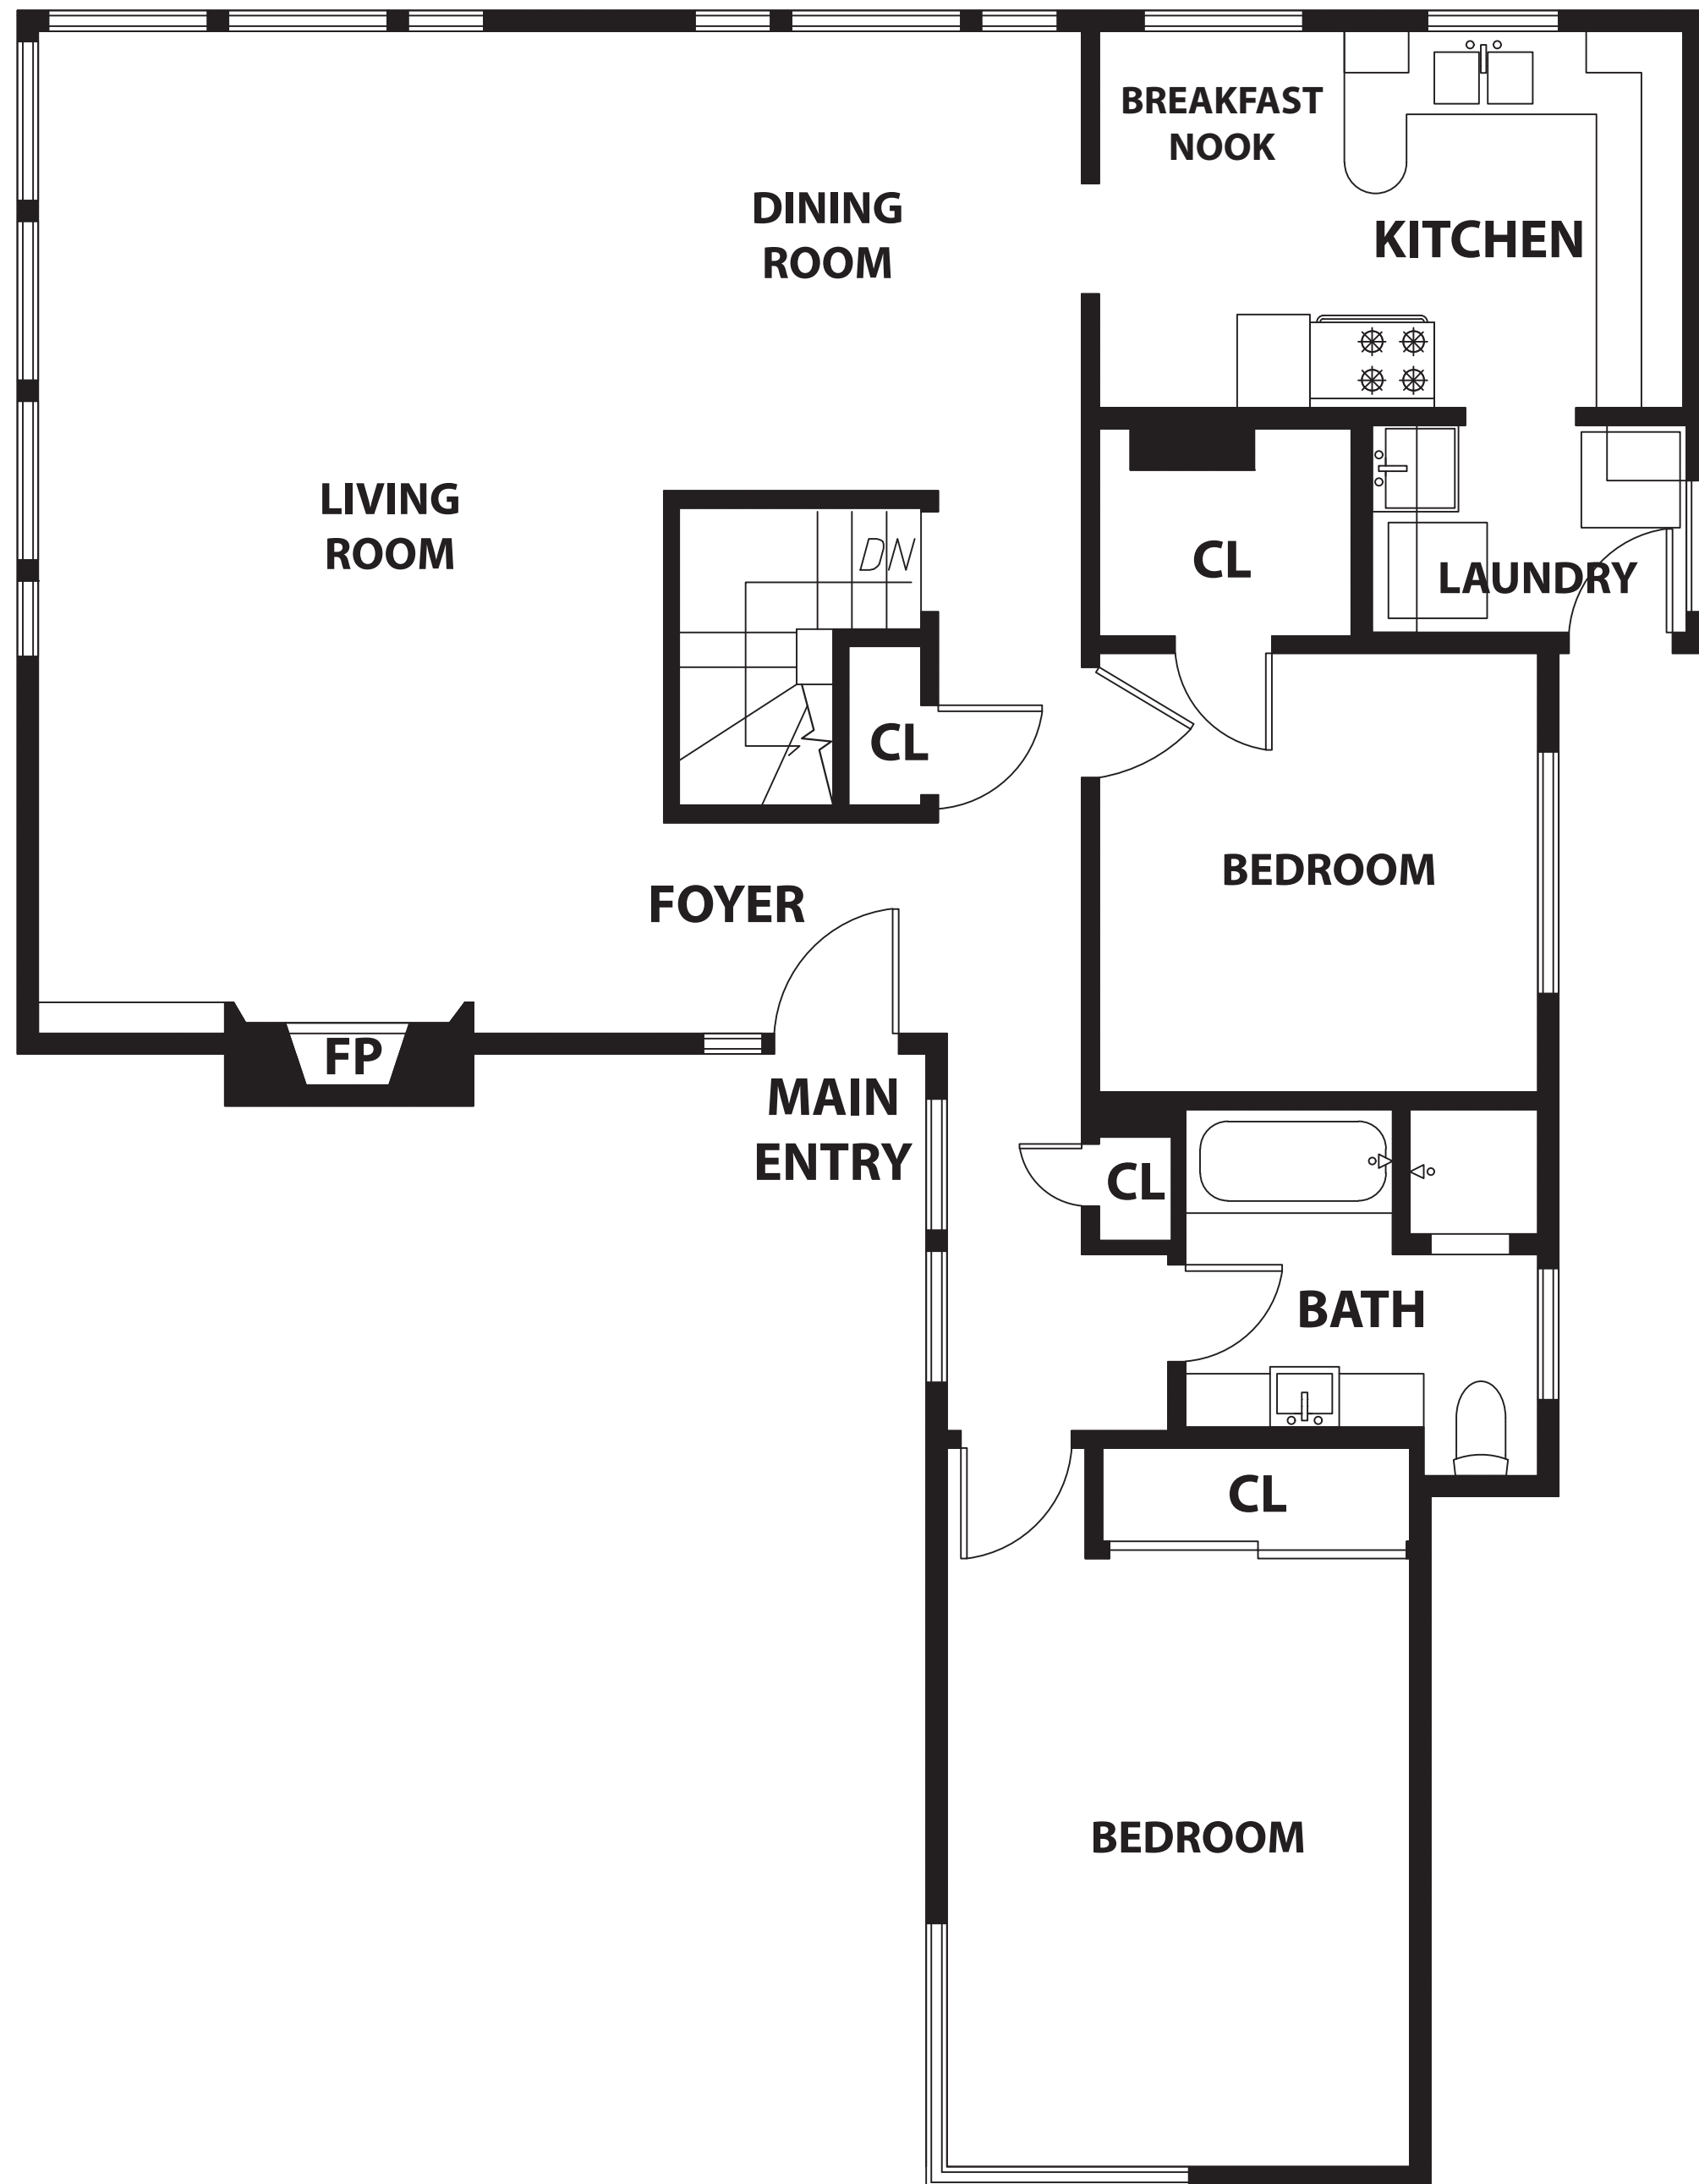 BREAKFAST
NOOK
DINING
ROOM
KITCHEN
LIVING
ROOM
DN
CL
LAUNDRY
CL
BEDROOM
FOYER
FP
MAIN
ENTRY
CL
BATH
CL
BEDROOM